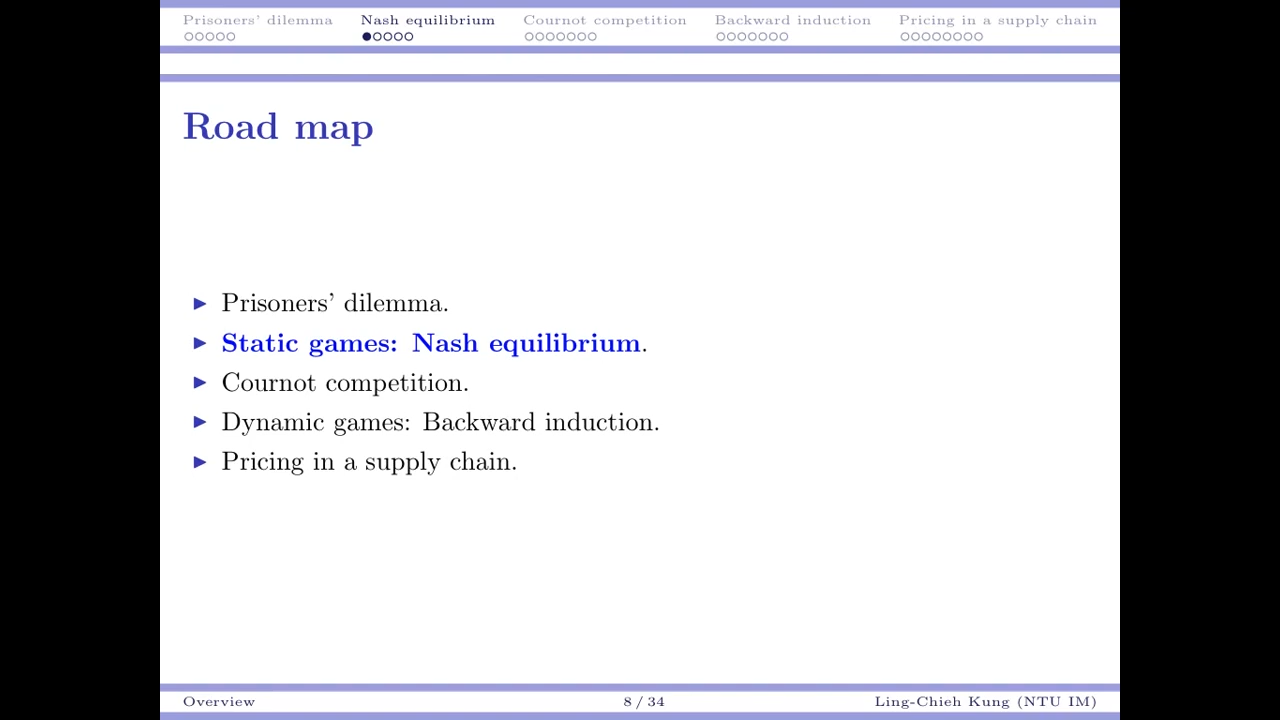 Prisoners' dilemma Nash equilibrium Cournot competition Backward induction Pricing in a supply chain
Road map
Prisoners' dilemma.
Static games: Nash equilibrium.
Cournot competition.
Dynamic games: Backward induction.
Pricing in a supply chain.
Overview 8 / 34 Ling-Chieh Kung (NTU IM)